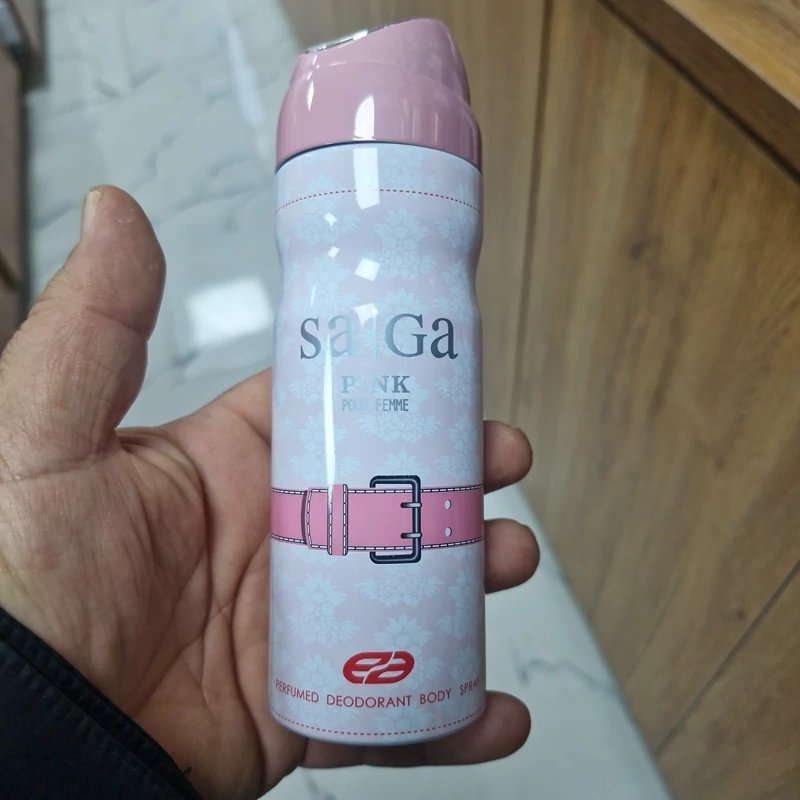 saGa
PINK
POUR FEMME
PERFUMED DEODORANT BODY SPRAY